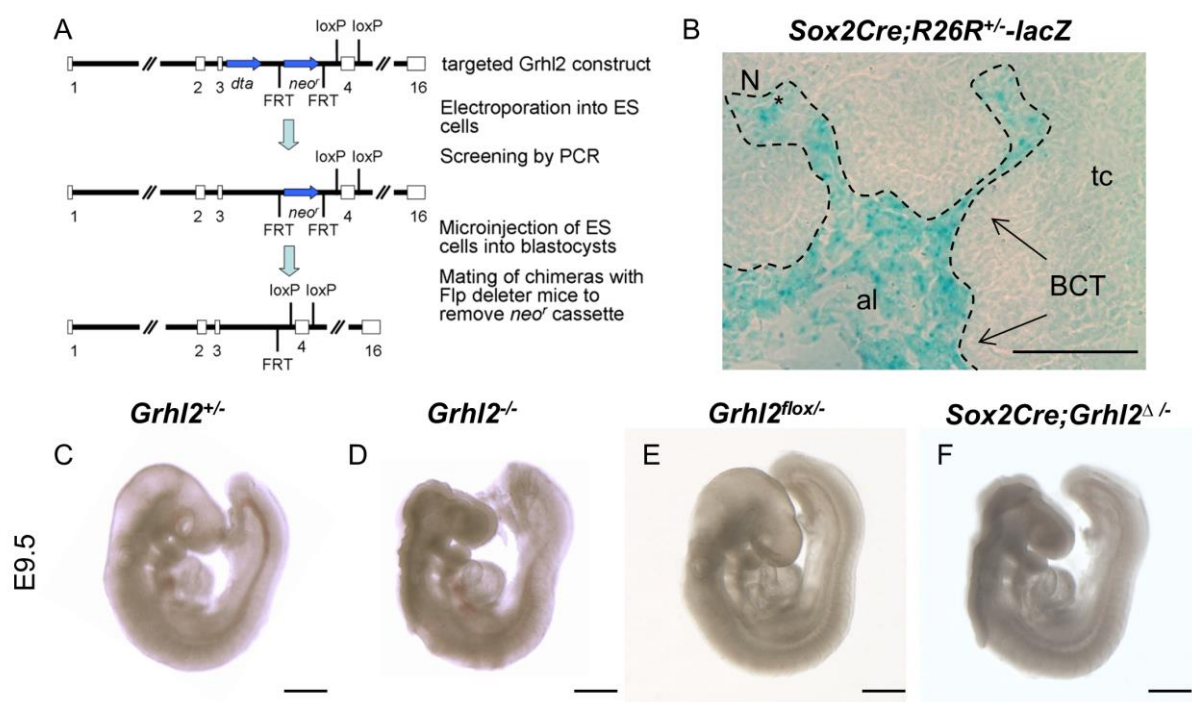 A
loxP loxP
1 2 3 dta neoʳ 4 16
FRT FRT
targeted Grhl2 construct
Electroporation into ES
cells
Screening by PCR
loxP loxP
1 2 3 neoʳ 4 16
FRT FRT
Microinjection of ES
cells into blastocysts
Mating of chimeras with
Flp deleter mice to
remove neoʳ cassette
loxP loxP
1 2 3 4 16
FRT
B
Sox2Cre;R26R⁺/⁻-lacZ
N
*
tc
BCT
al
Grhl2⁺/⁻
Grhl2⁻/⁻
Grhl2flox/-
Sox2Cre;Grhl2Δ /-
C
D
E
F
E9.5